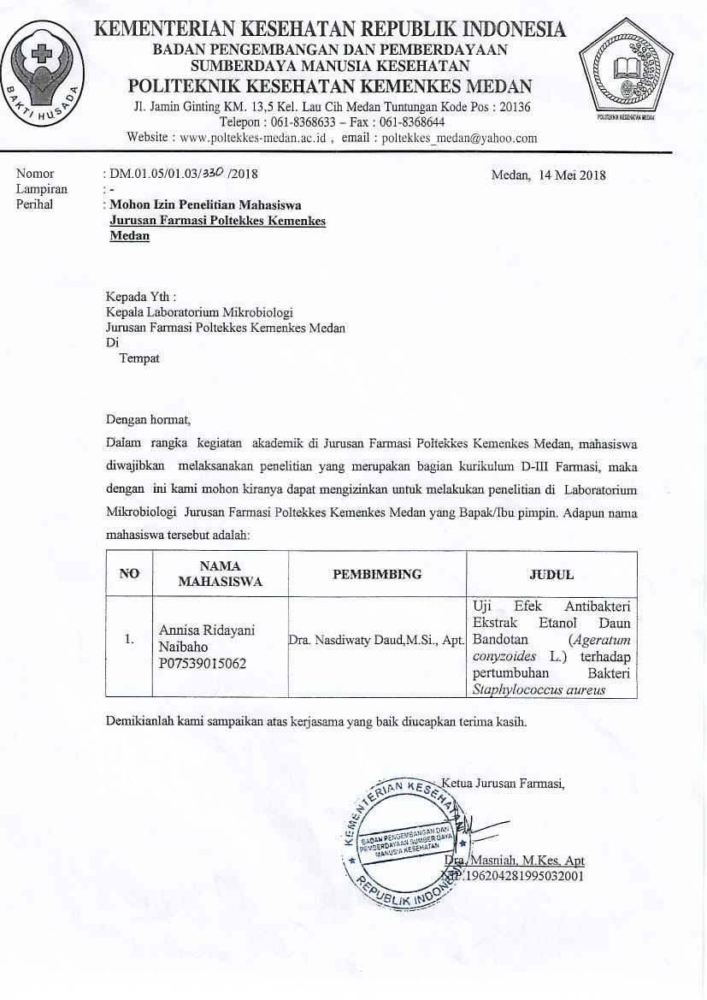 KEMENTERIAN KESEHATAN REPUBLIK INDONESIA
BADAN PENGEMBANGAN DAN PEMBERDAYAAN
SUMBERDAYA MANUSIA KESEHATAN
POLITEKNIK KESEHATAN KEMENKES MEDAN
Jl. Jamin Ginting KM. 13,5 Kel. Lau Cih Medan Tuntungan Kode Pos : 20136
Telepon : 061-8368633 – Fax : 061-8368644
Website : www.poltekkes-medan.ac.id , email : poltekkes_medan@yahoo.com
BAKTI HUSADA
POLITEKNIK KESEHATAN MEDAN
Nomor : DM.01.05/01.03/330 /2018 Medan, 14 Mei 2018
Lampiran : -
Perihal : Mohon Izin Penelitian Mahasiswa
Jurusan Farmasi Poltekkes Kemenkes
Medan
Kepada Yth :
Kepala Laboratorium Mikrobiologi
Jurusan Farmasi Poltekkes Kemenkes Medan
Di
Tempat
Dengan hormat,
Dalam rangka kegiatan akademik di Jurusan Farmasi Poltekkes Kemenkes Medan, mahasiswa
diwajibkan melaksanakan penelitian yang merupakan bagian kurikulum D-III Farmasi, maka
dengan ini kami mohon kiranya dapat mengizinkan untuk melakukan penelitian di Laboratorium
Mikrobiologi Jurusan Farmasi Poltekkes Kemenkes Medan yang Bapak/Ibu pimpin. Adapun nama
mahasiswa tersebut adalah:
NO
NAMA
MAHASISWA
PEMBIMBING
JUDUL
1.
Annisa Ridayani
Naibaho
P07539015062
Dra. Nasdiwaty Daud,M.Si., Apt.
Uji Efek Antibakteri
Ekstrak Etanol Daun
Bandotan (Ageratum
conyzoides L.) terhadap
pertumbuhan Bakteri
Staphylococcus aureus
Demikianlah kami sampaikan atas kerjasama yang baik diucapkan terima kasih.
Ketua Jurusan Farmasi,
KEMENTERIAN KESEHATAN
BADAN PENGEMBANGAN DAN
PEMBERDAYAAN SUMBER DAYA
MANUSIA KESEHATAN
REPUBLIK INDONESIA
Dra. Masniah, M.Kes, Apt
NIP.196204281995032001